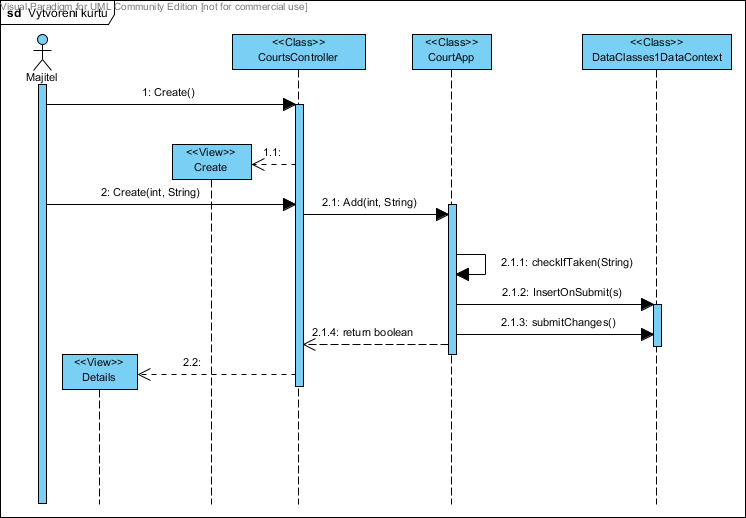 Visual Paradigm for UML Community Edition [not for commercial use]
sd Vytvoreni kurtu
Majitel
<<Class>>
CourtsController
<<Class>>
CourtApp
<<Class>>
DataClasses1DataContext
1: Create()
1.1:
<<View>>
Create
2: Create(int, String)
2.1: Add(int, String)
2.1.1: checkIfTaken(String)
2.1.2: InsertOnSubmit(s)
2.1.3: submitChanges()
2.1.4: return boolean
2.2:
<<View>>
Details